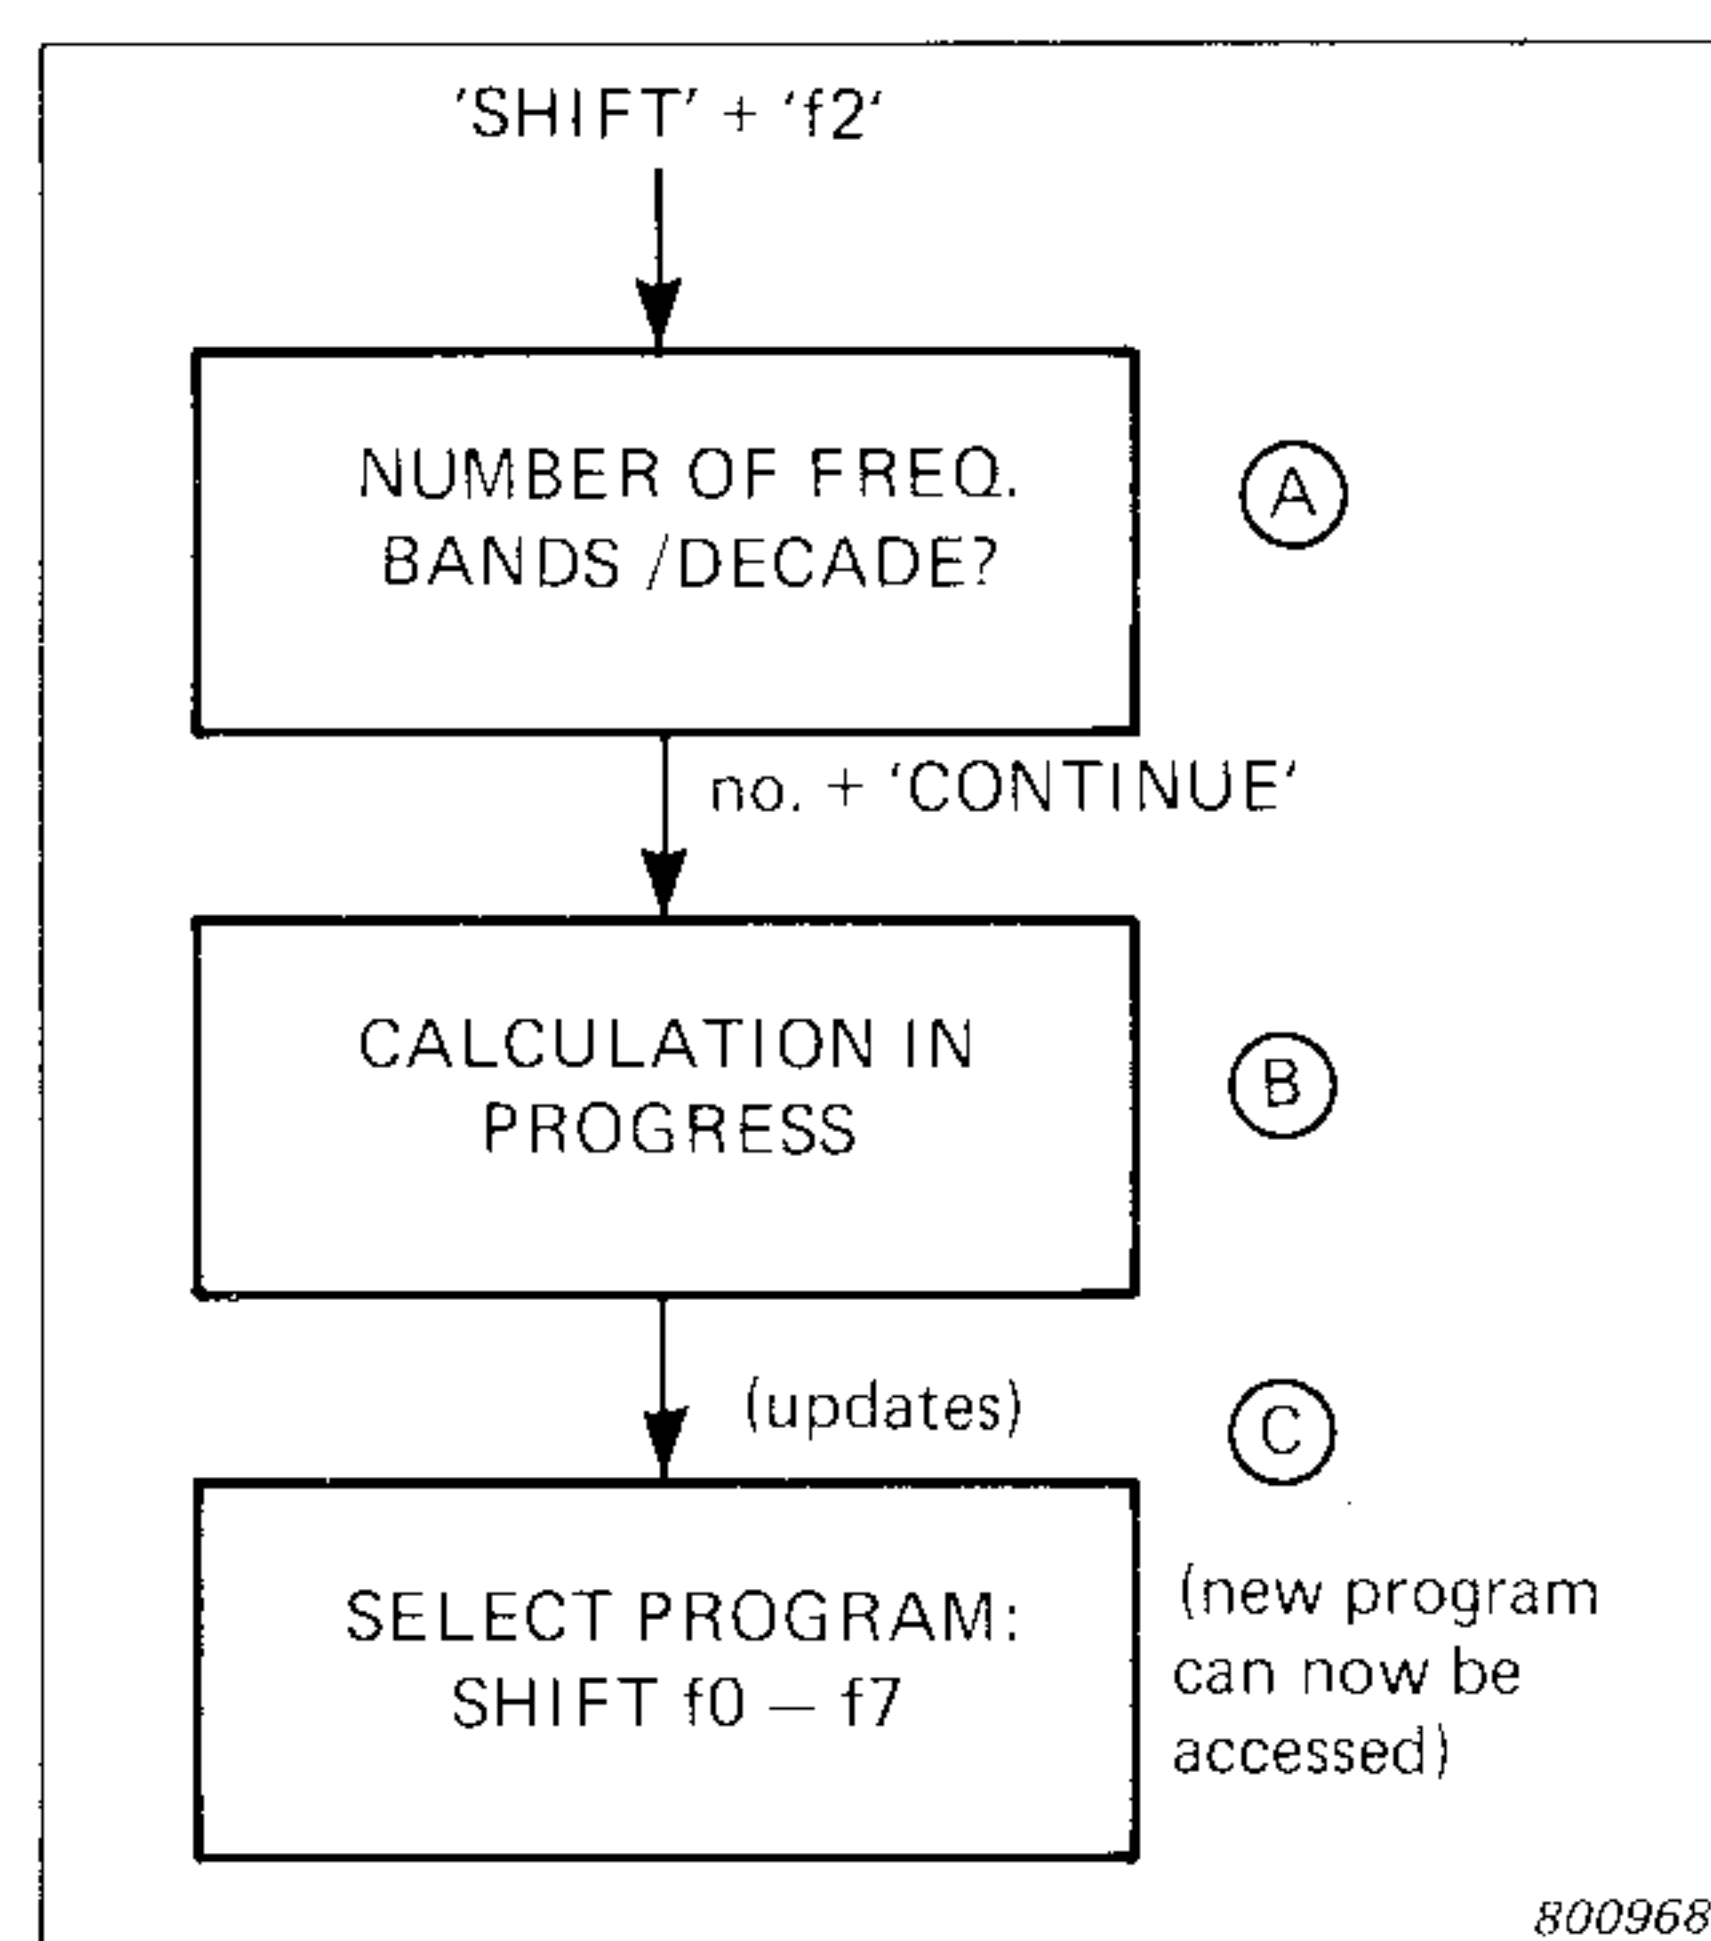 'SHIFT' + 'f2'
NUMBER OF FREQ.
BANDS /DECADE?
A
no. + 'CONTINUE'
CALCULATION IN
PROGRESS
B
(updates)
C
SELECT PROGRAM:
SHIFT f0 — f7
(new program
can now be
accessed)
800968